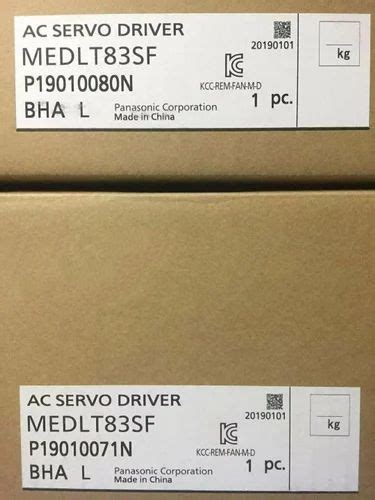 AC SERVO DRIVER
20190101
kg
MEDLT83SF
P19010080N
KCC-REM-FAN-M-D
BHA L
Panasonic Corporation
Made in China
1 pc.
AC SERVO DRIVER
20190101
kg
MEDLT83SF
P19010071N
KCC-REM-FAN-M-D
BHA L
Panasonic Corporation
Made in China
1 pc.